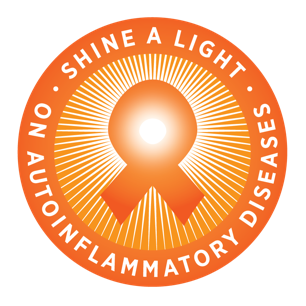 · SHINE A LIGHT ·
ON AUTOINFLAMMATORY DISEASES